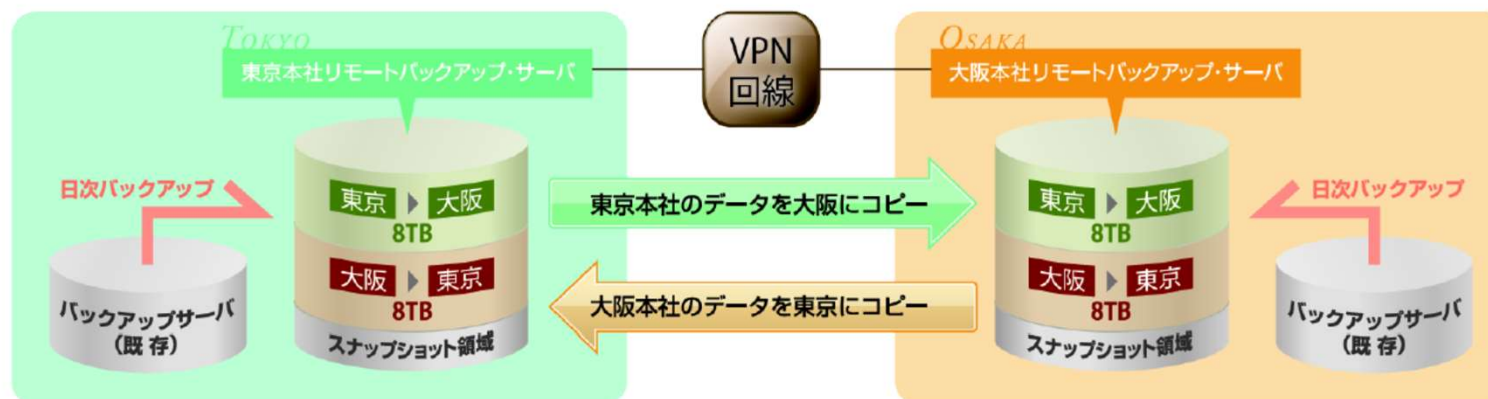 TOKYO
東京本社リモートバックアップ・サーバ
VPN
回線
OSAKA
大阪本社リモートバックアップ・サーバ
日次バックアップ
東京 ▶ 大阪
8TB
大阪 ▶ 東京
8TB
スナップショット領域
バックアップサーバ
(既存)
東京本社のデータを大阪にコピー
大阪本社のデータを東京にコピー
東京 ▶ 大阪
8TB
大阪 ▶ 東京
8TB
スナップショット領域
日次バックアップ
バックアップサーバ
(既存)